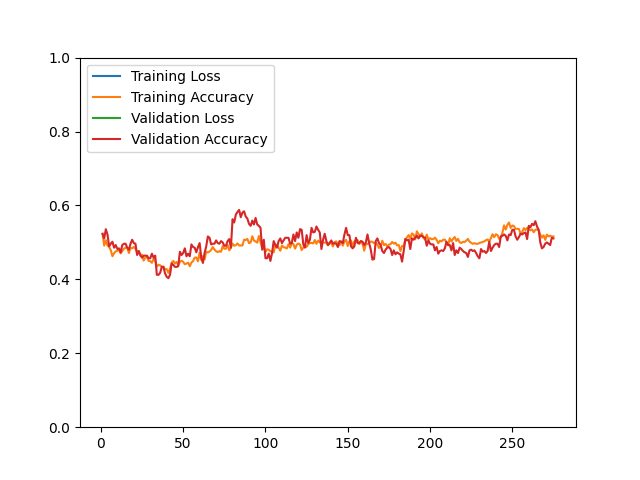 Training Loss
Training Accuracy
Validation Loss
Validation Accuracy
1.0
0.8
0.6
0.4
0.2
0.0
0 50 100 150 200 250